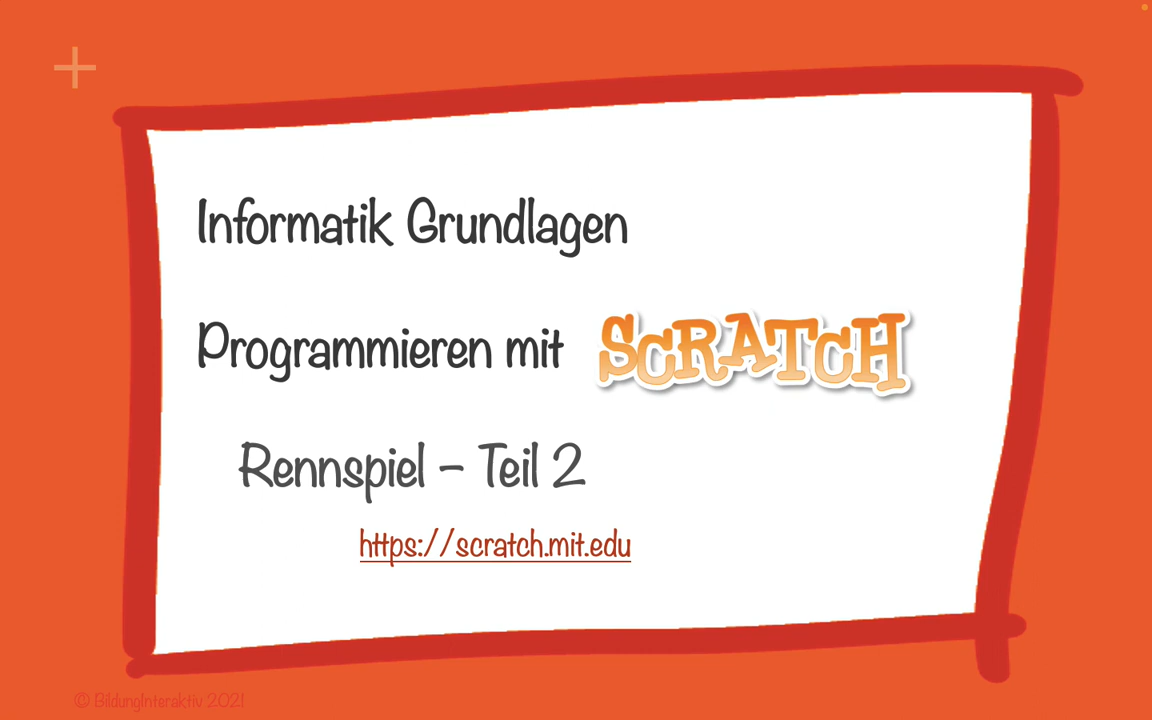 Informatik Grundlagen
Programmieren mit SCRATCH
Rennspiel – Teil 2
https://scratch.mit.edu
© BildungInteraktiv 2021